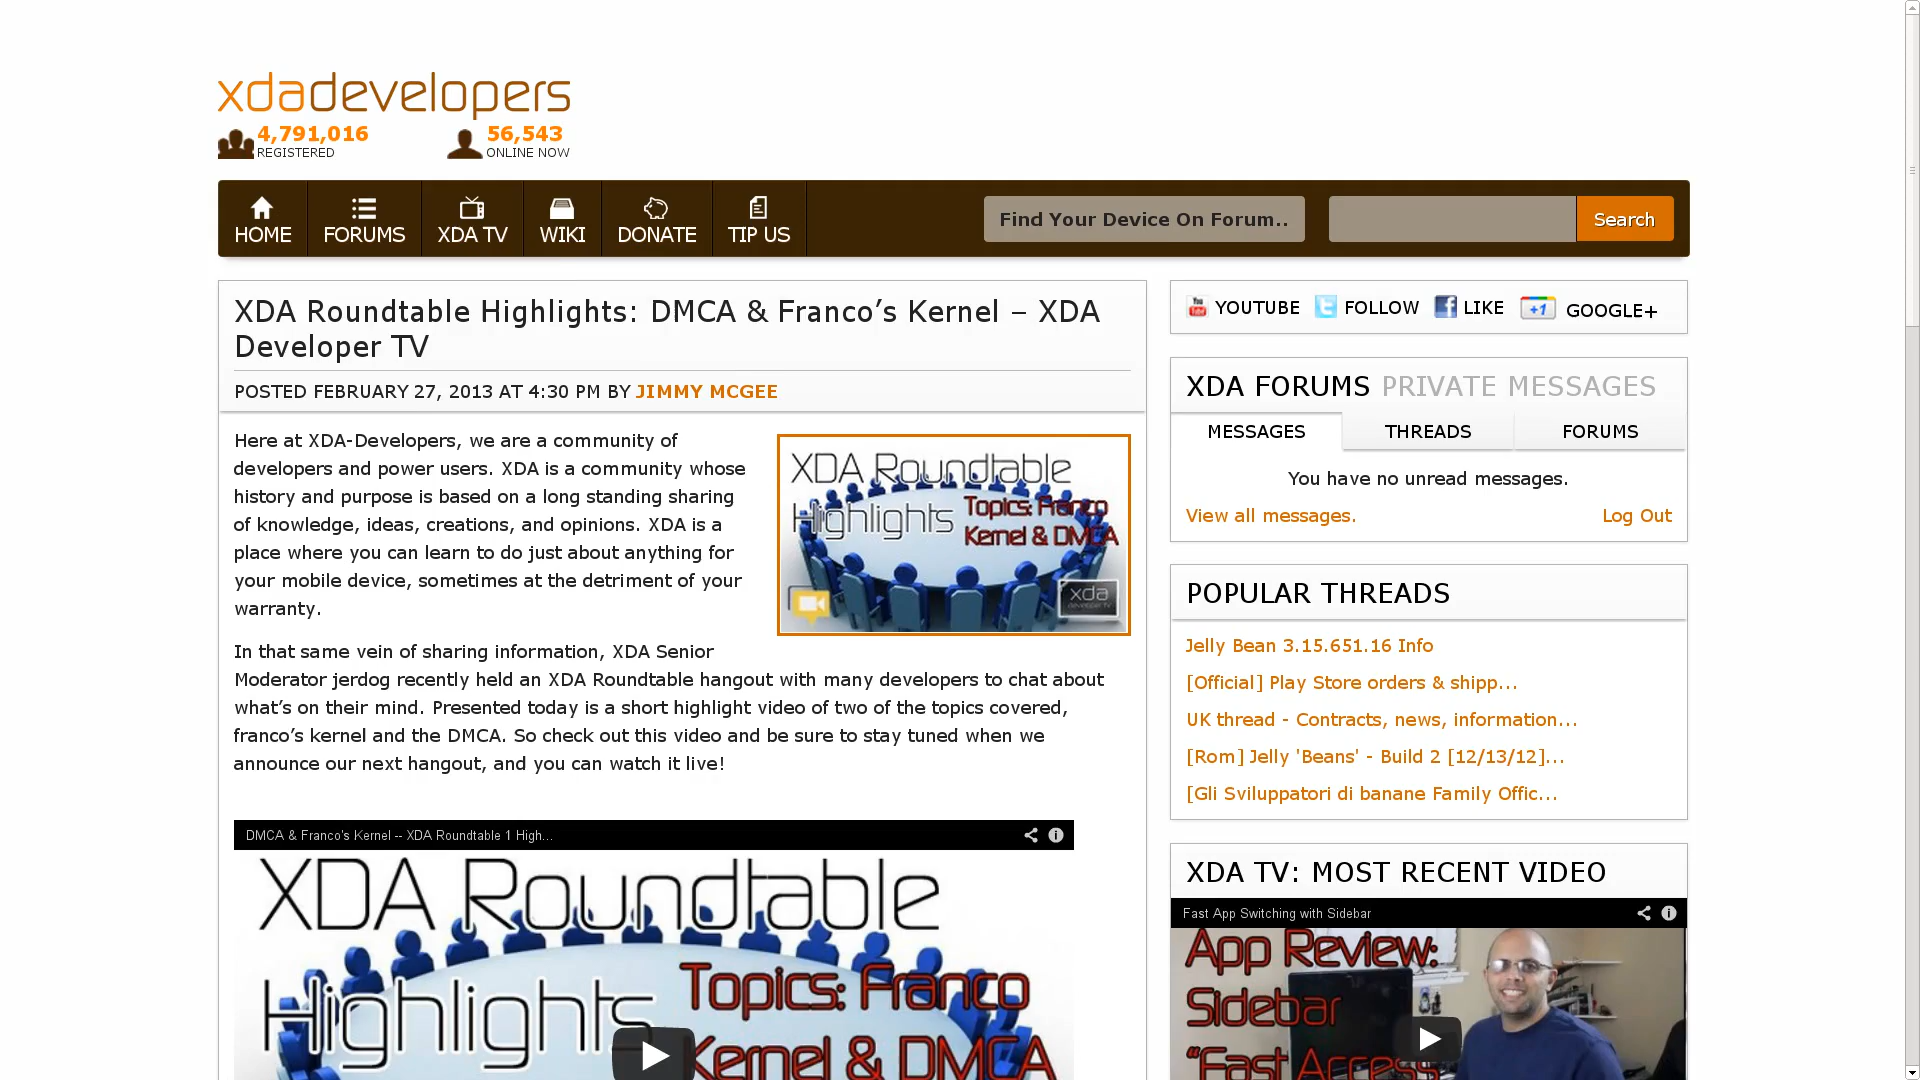 xdadevelopers
4,791,016
REGISTERED
56,543
ONLINE NOW
HOME
FORUMS
XDA TV
WIKI
DONATE
TIP US
Find Your Device On Forum..
Search
XDA Roundtable Highlights: DMCA & Franco’s Kernel – XDA
Developer TV
POSTED FEBRUARY 27, 2013 AT 4:30 PM BY JIMMY MCGEE
Here at XDA-Developers, we are a community of
developers and power users. XDA is a community whose
history and purpose is based on a long standing sharing
of knowledge, ideas, creations, and opinions. XDA is a
place where you can learn to do just about anything for
your mobile device, sometimes at the detriment of your
warranty.
XDA Roundtable
Highlights
Topics: Franco
Kernel & DMCA
xda
developer tv
In that same vein of sharing information, XDA Senior
Moderator jerdog recently held an XDA Roundtable hangout with many developers to chat about
what’s on their mind. Presented today is a short highlight video of two of the topics covered,
franco’s kernel and the DMCA. So check out this video and be sure to stay tuned when we
announce our next hangout, and you can watch it live!
DMCA & Franco's Kernel -- XDA Roundtable 1 High...
XDA Roundtable
Highlights
Topics: Franco
Kernel & DMCA
You Tube
YOUTUBE
FOLLOW
LIKE
+1
GOOGLE+
XDA FORUMS PRIVATE MESSAGES
MESSAGES
THREADS
FORUMS
You have no unread messages.
View all messages.
Log Out
POPULAR THREADS
Jelly Bean 3.15.651.16 Info
[Official] Play Store orders & shipp...
UK thread - Contracts, news, information...
[Rom] Jelly 'Beans' - Build 2 [12/13/12]...
[Gli Sviluppatori di banane Family Offic...
XDA TV: MOST RECENT VIDEO
Fast App Switching with Sidebar
App Review:
Sidebar
“Fast Access